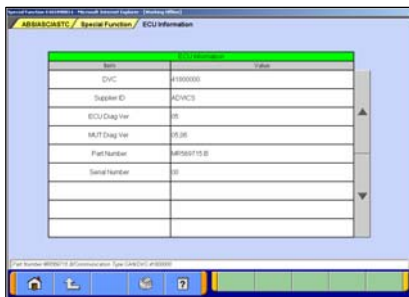 ABS/ASC/ASTC / Special Function / ECU Information
ECU Information
Item Value
DVC 41800000
Supplier ID ADVICS
ECU Diag Ver 05
MUT Diag Ver 05,06
Part Number MR569715 B
Serial Number 00
?